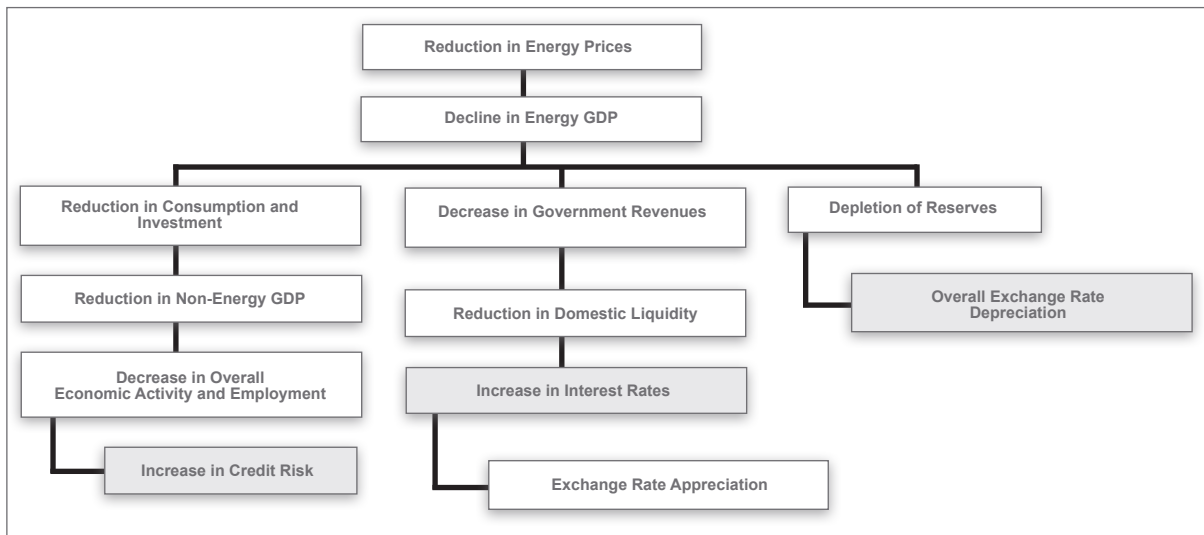 Reduction in Energy Prices
Decline in Energy GDP
Reduction in Consumption and
Investment
Decrease in Government Revenues
Depletion of Reserves
Reduction in Non-Energy GDP
Reduction in Domestic Liquidity
Overall Exchange Rate
Depreciation
Decrease in Overall
Economic Activity and Employment
Increase in Interest Rates
Increase in Credit Risk
Exchange Rate Appreciation